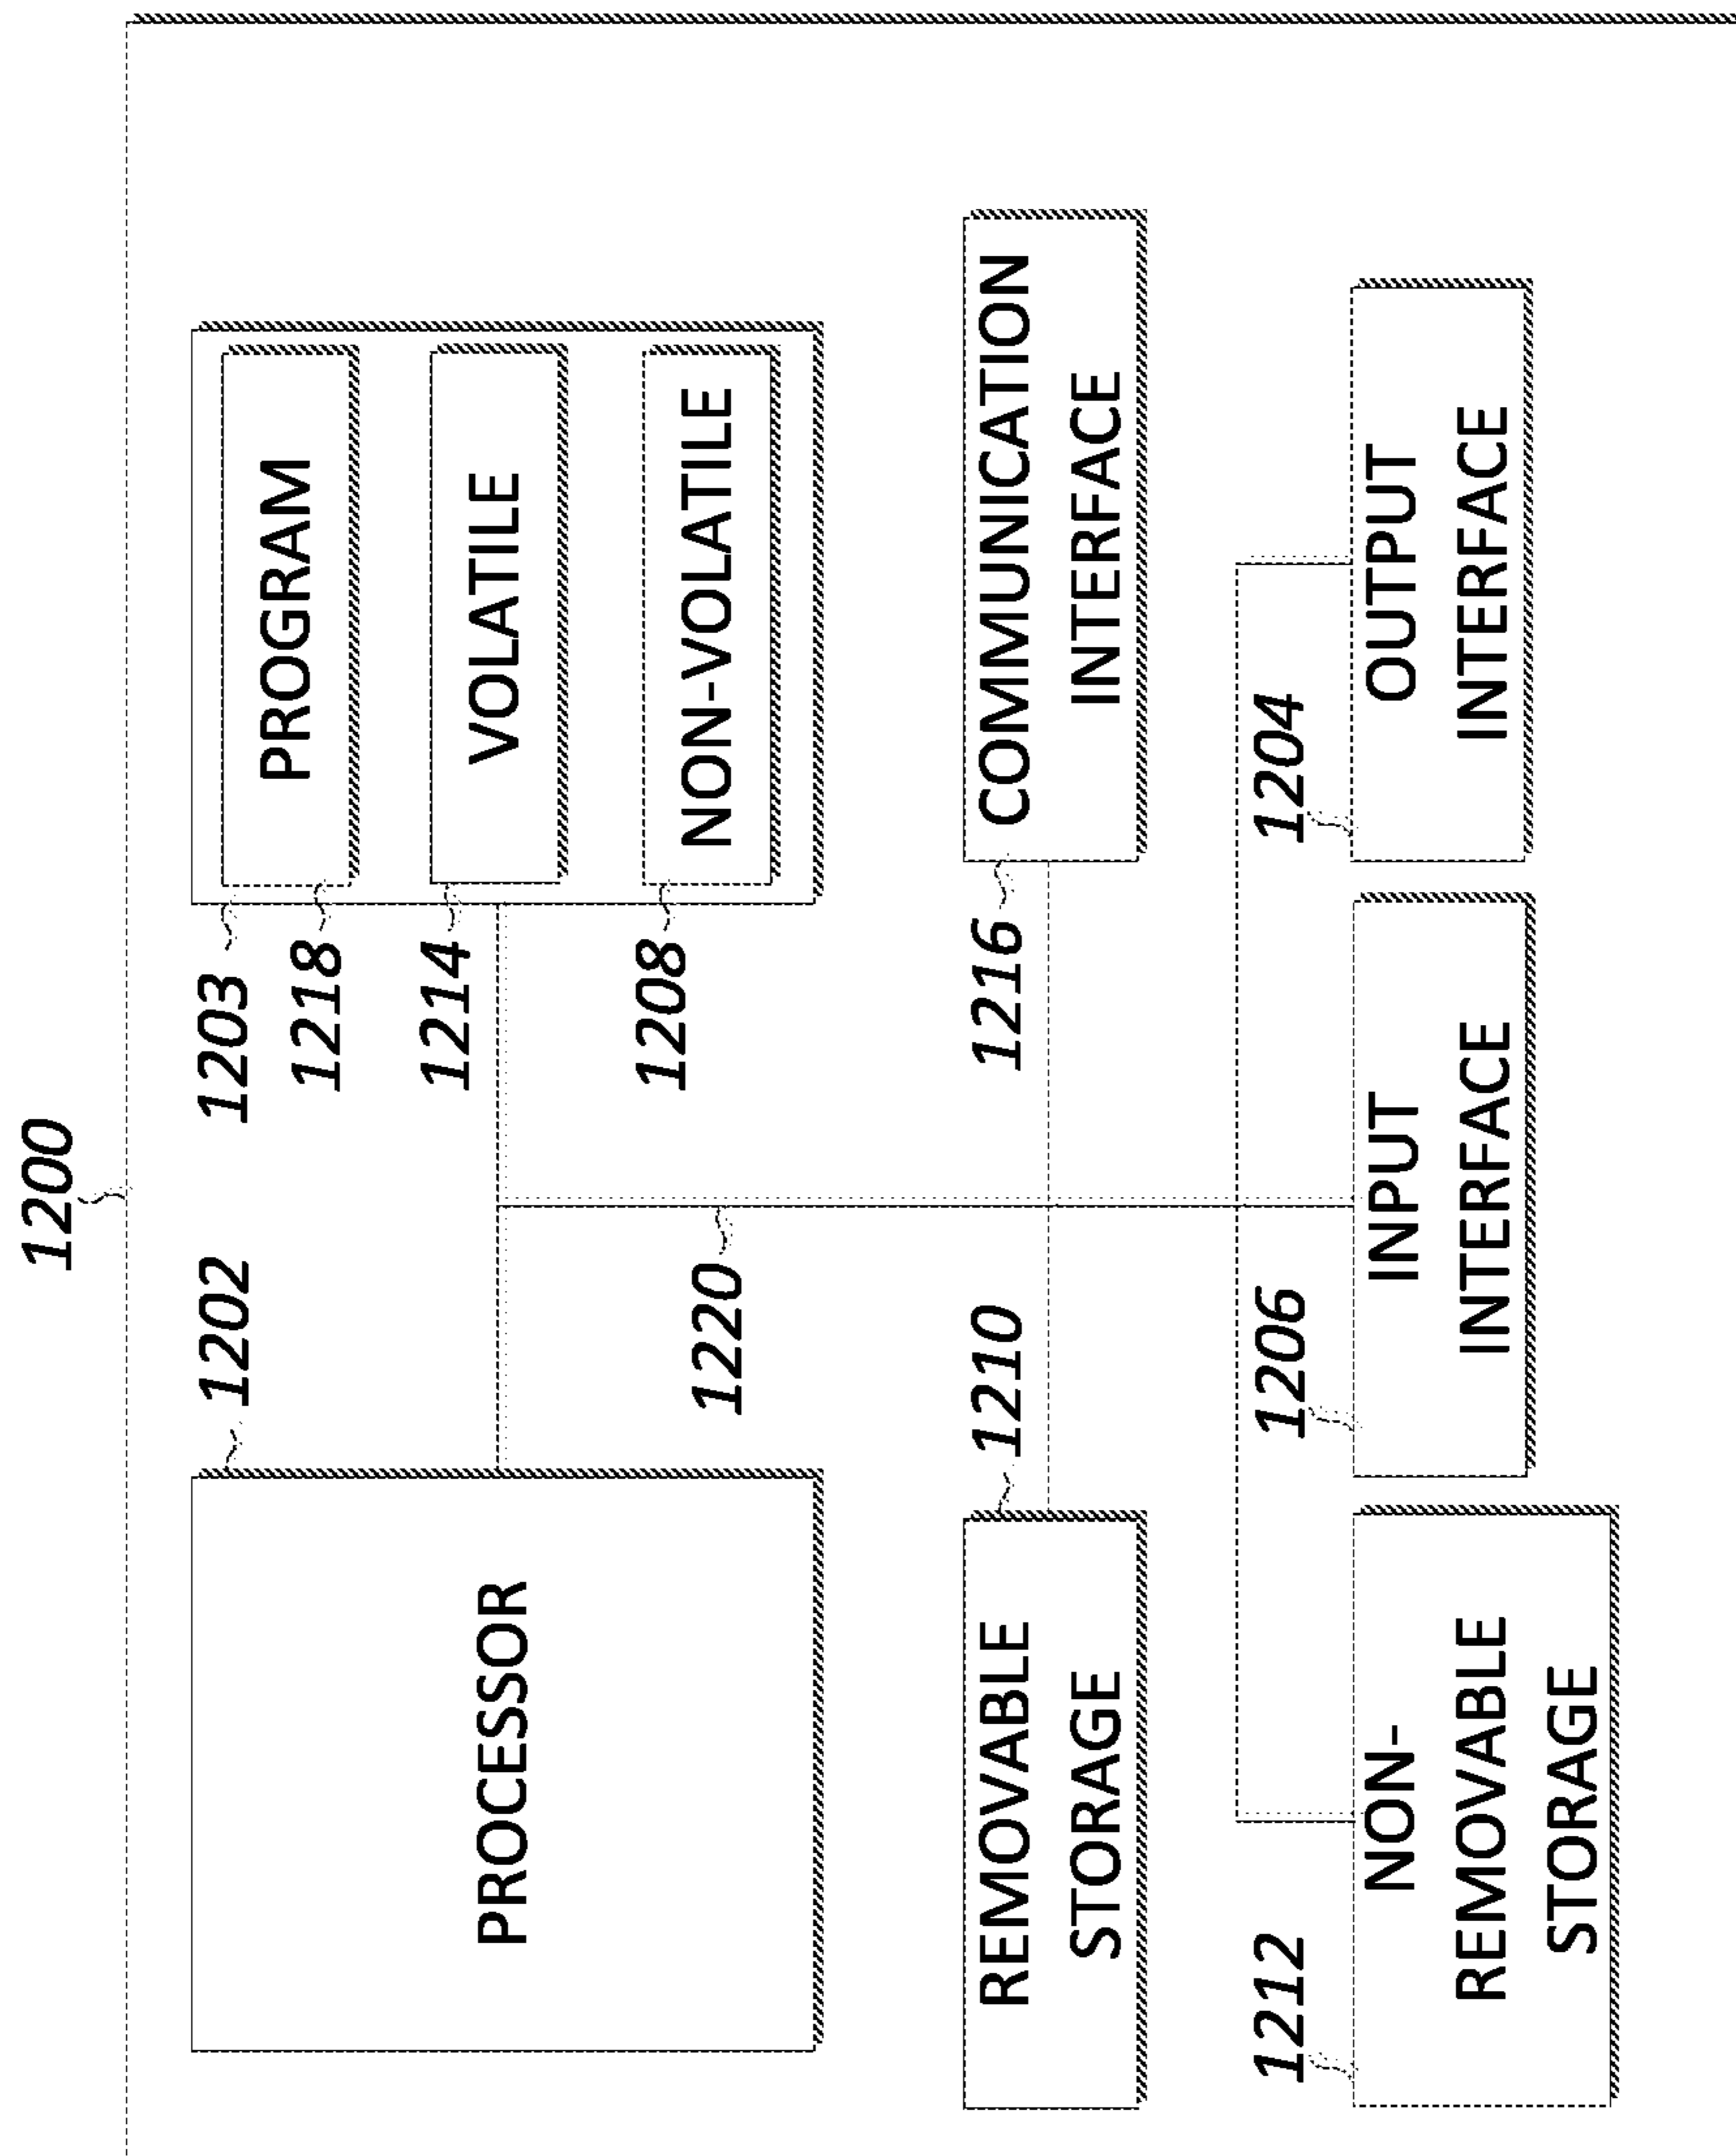 1200
1202
1203
PROCESSOR
PROGRAM
1218
VOLATILE
1214
NON-VOLATILE
1208
1220
1210
1216
REMOVABLE
STORAGE
COMMUNICATION
INTERFACE
1212
1206
1204
NON-
REMOVABLE
STORAGE
INPUT
INTERFACE
OUTPUT
INTERFACE